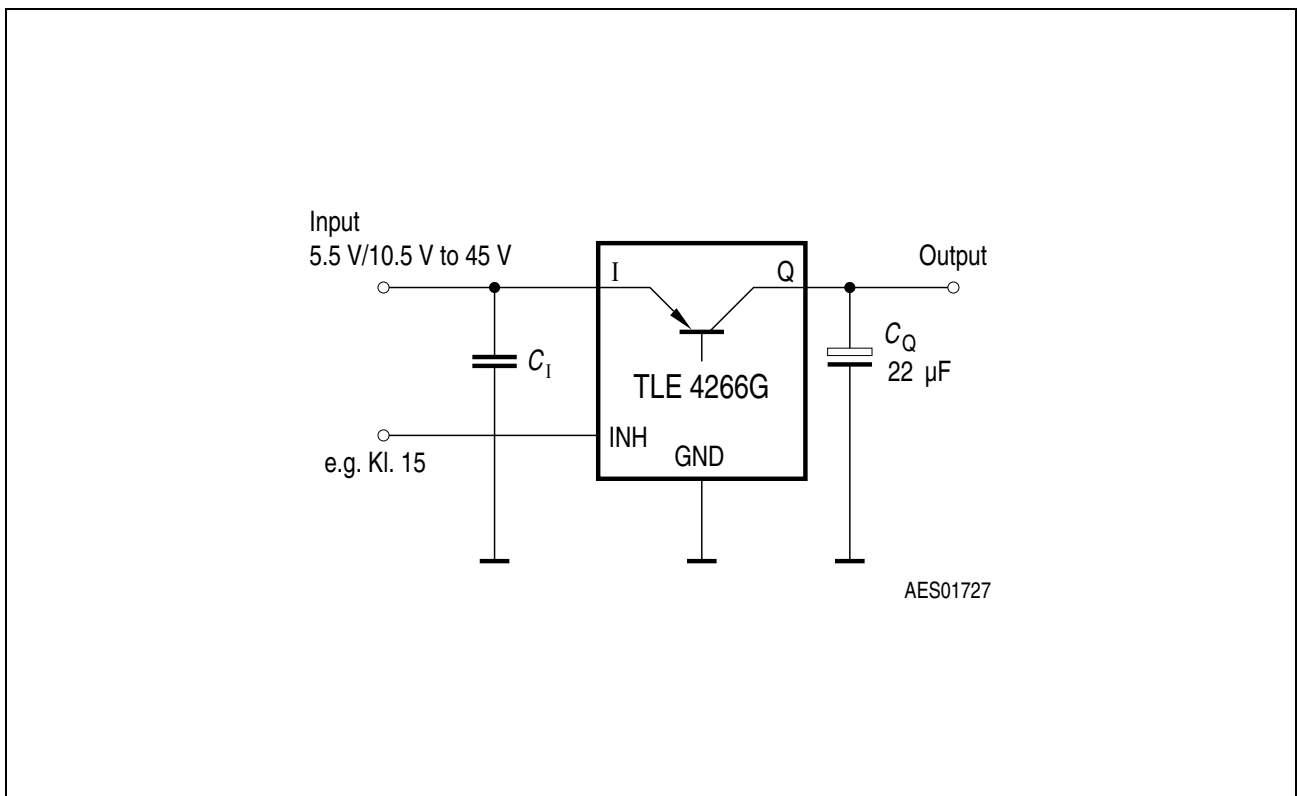 Input
5.5 V/10.5 V to 45 V
Output
I
Q
C_I
C_Q
22 µF
TLE 4266G
INH
GND
e.g. Kl. 15
AES01727